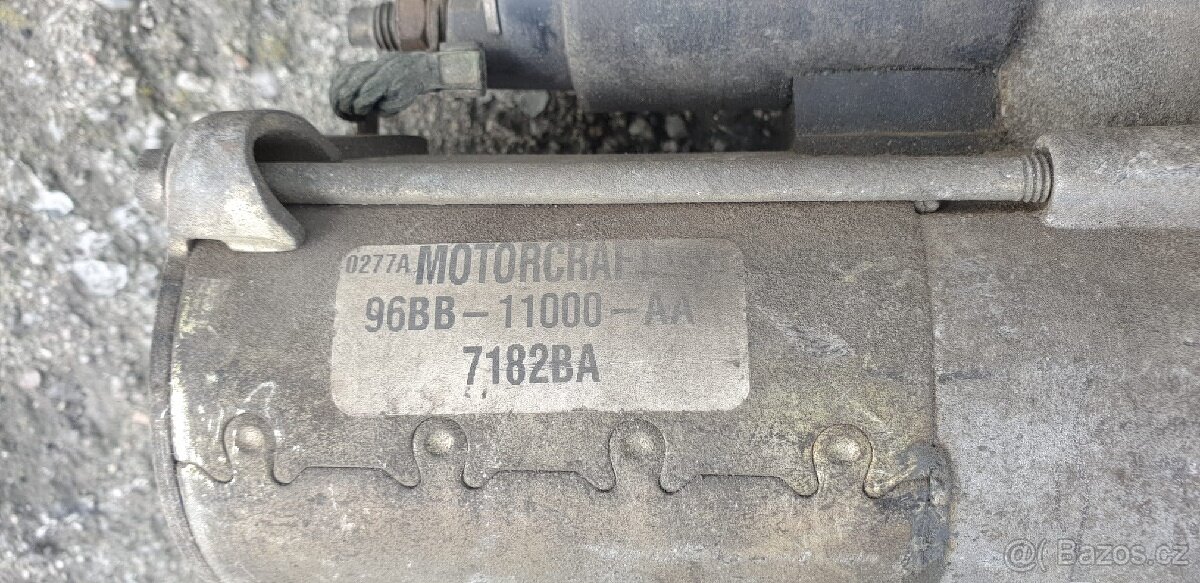 0277A MOTORCRAFT
96BB-11000-AA
7182BA
@( Bazos.cz